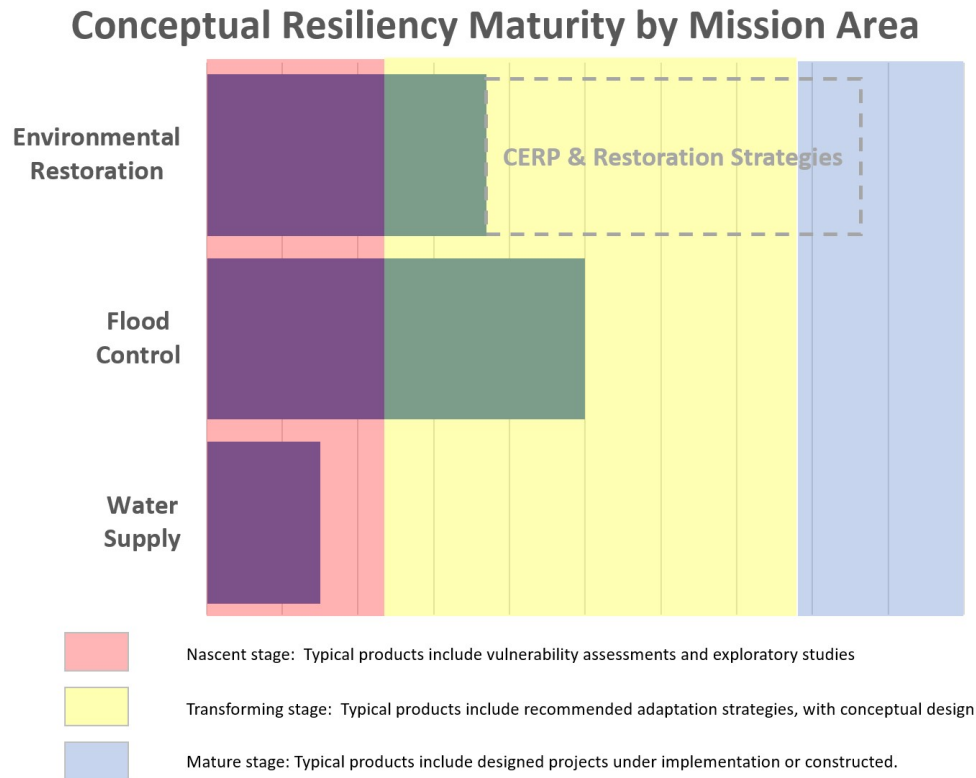 Conceptual Resiliency Maturity by Mission Area
Environmental
Restoration
CERP & Restoration Strategies
Flood
Control
Water
Supply
Nascent stage:  Typical products include vulnerability assessments and exploratory studies
Transforming stage:  Typical products include recommended adaptation strategies, with conceptual design
Mature stage: Typical products include designed projects under implementation or constructed.